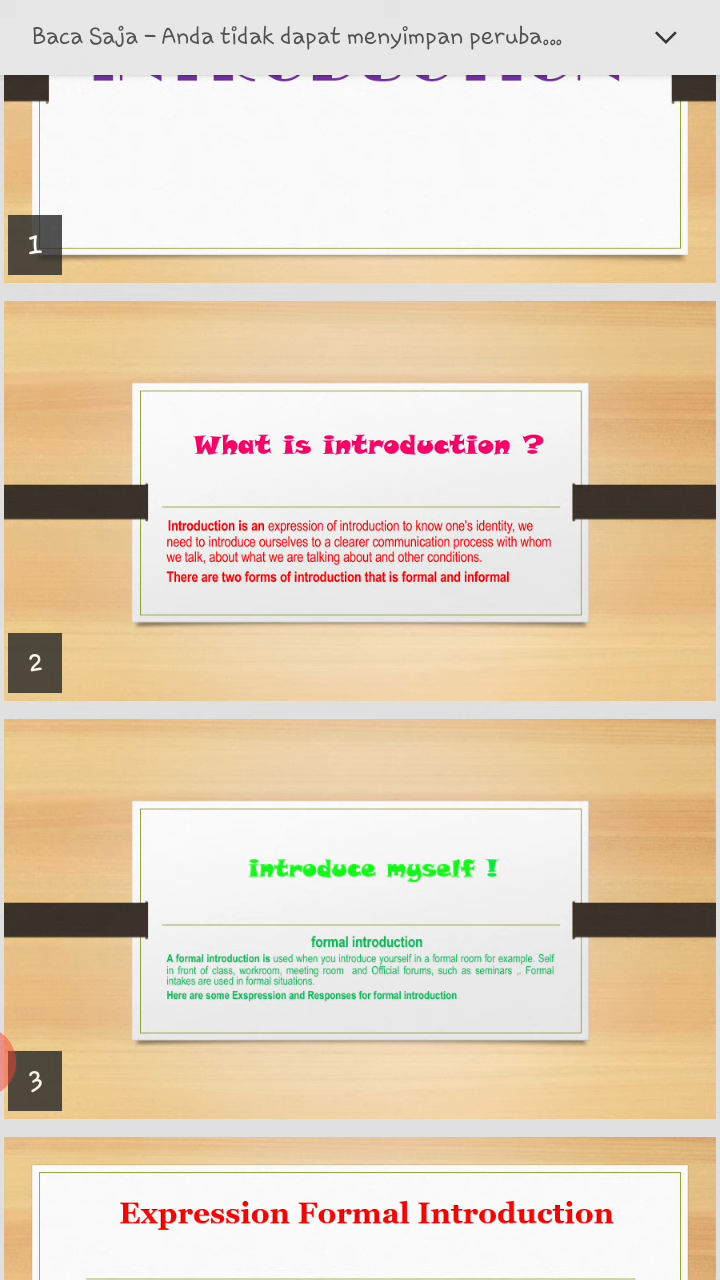 Baca Saja – Anda tidak dapat menyimpan peruba...
INTRODUCTION
1
What is introduction ?
Introduction is an expression of introduction to know one's identity, we
need to introduce ourselves to a clearer communication process with whom
we talk, about what we are talking about and other conditions.
There are two forms of introduction that is formal and informal
2
introduce myself !
formal introduction
A formal introduction is used when you introduce yourself in a formal room for example. Self
in front of class, workroom, meeting room and Official forums, such as seminars ,. Formal
intakes are used in formal situations.
Here are some Exspression and Responses for formal introduction
3
Expression Formal Introduction